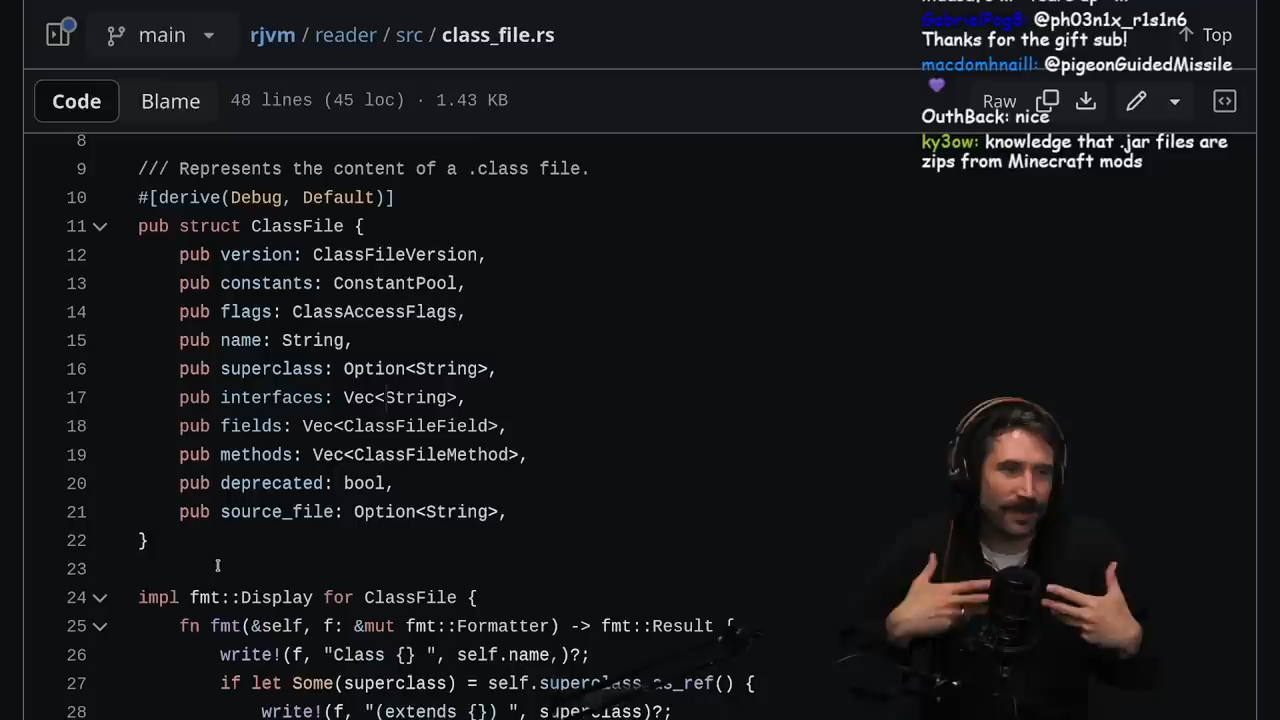 main
rjvm / reader / src / class_file.rs
Top
Code
Blame
48 lines (45 loc) · 1.43 KB
Raw
GabrielPog8: @ph03n1x_r1s1n6
Thanks for the gift sub!
macdomhnaill: @pigeonGuidedMissile
OuthBack: nice
ky3ow: knowledge that .jar files are
zips from Minecraft mods
8
9 /// Represents the content of a .class file.
10 #[derive(Debug, Default)]
11 pub struct ClassFile {
12 pub version: ClassFileVersion,
13 pub constants: ConstantPool,
14 pub flags: ClassAccessFlags,
15 pub name: String,
16 pub superclass: Option<String>,
17 pub interfaces: Vec<String>,
18 pub fields: Vec<ClassFileField>,
19 pub methods: Vec<ClassFileMethod>,
20 pub deprecated: bool,
21 pub source_file: Option<String>,
22 }
23
24 impl fmt::Display for ClassFile {
25 fn fmt(&self, f: &mut fmt::Formatter) -> fmt::Result {
26 write!(f, "Class {} ", self.name,)?;
27 if let Some(superclass) = self.superclass.as_ref() {
28 write!(f, "(extends {}) ", superclass)?;